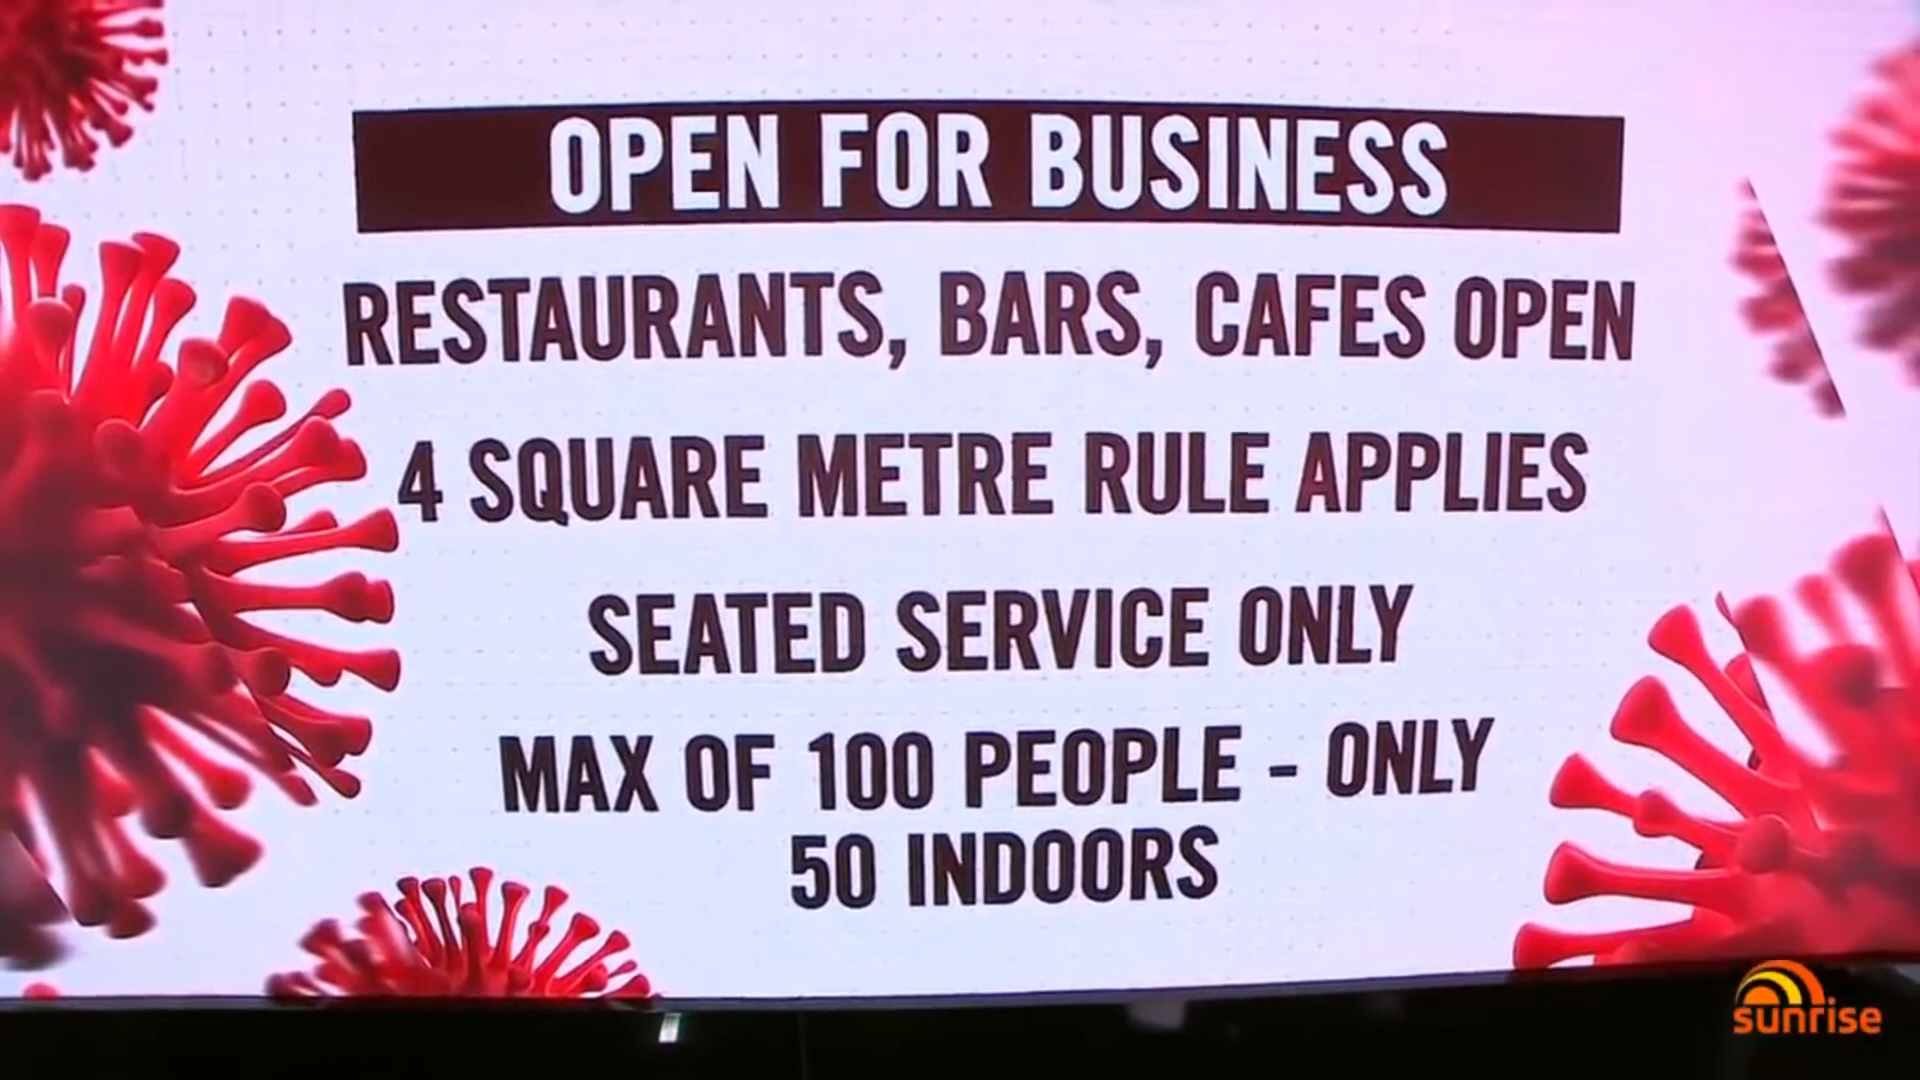 OPEN FOR BUSINESS
RESTAURANTS, BARS, CAFES OPEN
4 SQUARE METRE RULE APPLIES
SEATED SERVICE ONLY
MAX OF 100 PEOPLE - ONLY
50 INDOORS
sunrise